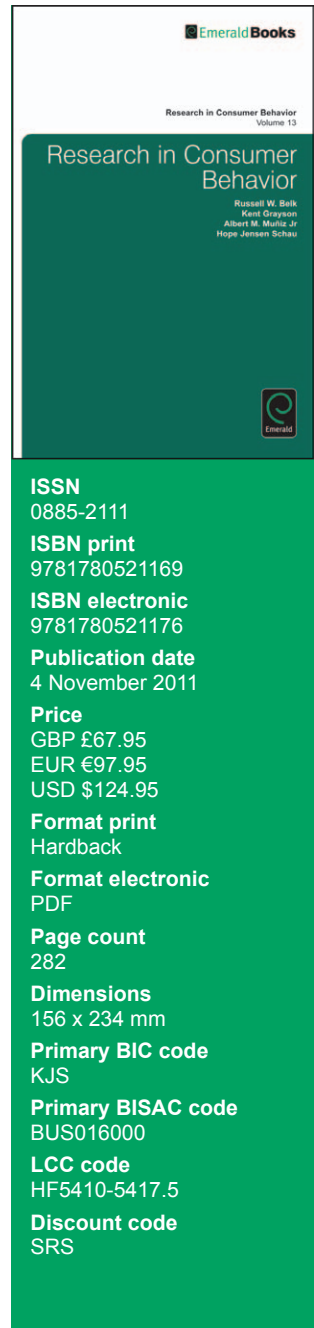 Emerald Books
Research in Consumer Behavior
Volume 13
Research in Consumer
Behavior
Russell W. Belk
Kent Grayson
Albert M. Muñiz Jr
Hope Jensen Schau
Emerald
ISSN
0885-2111
ISBN print
9781780521169
ISBN electronic
9781780521176
Publication date
4 November 2011
Price
GBP £67.95
EUR €97.95
USD $124.95
Format print
Hardback
Format electronic
PDF
Page count
282
Dimensions
156 x 234 mm
Primary BIC code
KJS
Primary BISAC code
BUS016000
LCC code
HF5410-5417.5
Discount code
SRS